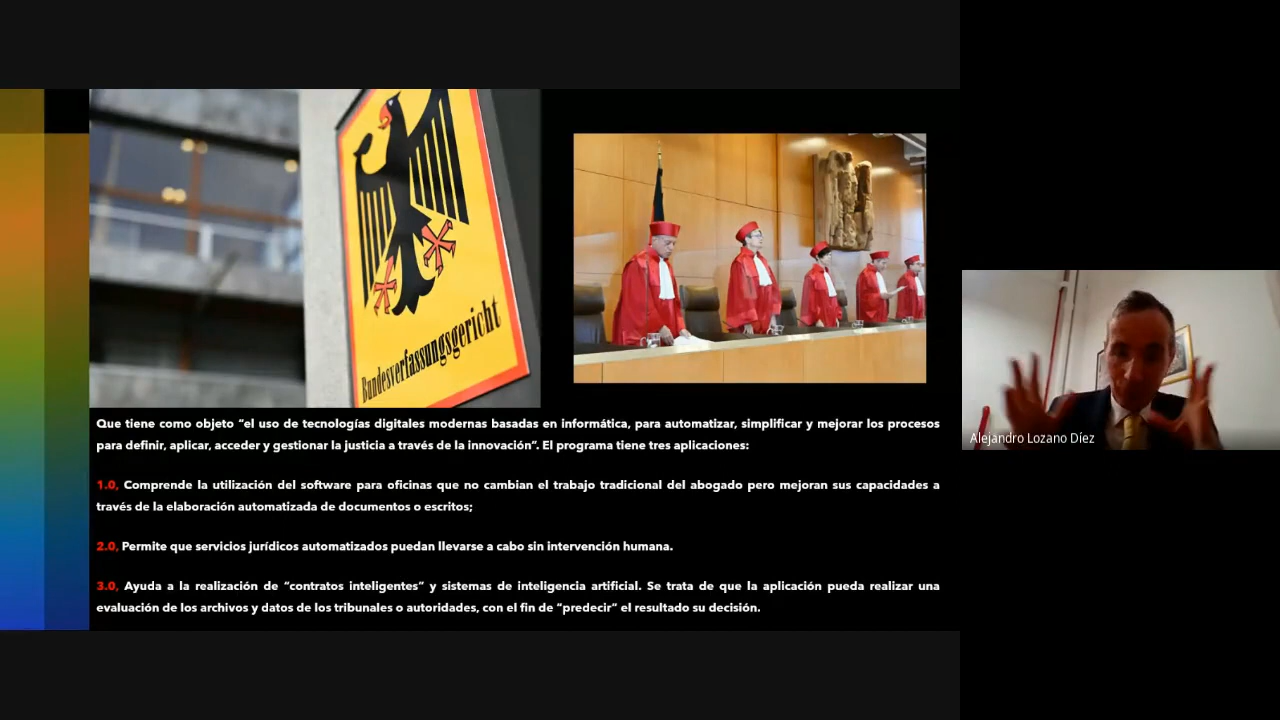 Bundesverfassungsgericht
Que tiene como objeto "el uso de tecnologías digitales modernas basadas en informática, para automatizar, simplificar y mejorar los procesos
para definir, aplicar, acceder y gestionar la justicia a través de la innovación". El programa tiene tres aplicaciones:
1.0, Comprende la utilización del software para oficinas que no cambian el trabajo tradicional del abogado pero mejoran sus capacidades a
través de la elaboración automatizada de documentos o escritos;
2.0, Permite que servicios jurídicos automatizados puedan llevarse a cabo sin intervención humana.
3.0, Ayuda a la realización de "contratos inteligentes" y sistemas de inteligencia artificial. Se trata de que la aplicación pueda realizar una
evaluación de los archivos y datos de los tribunales o autoridades, con el fin de "predecir" el resultado su decisión.
Alejandro Lozano Díez